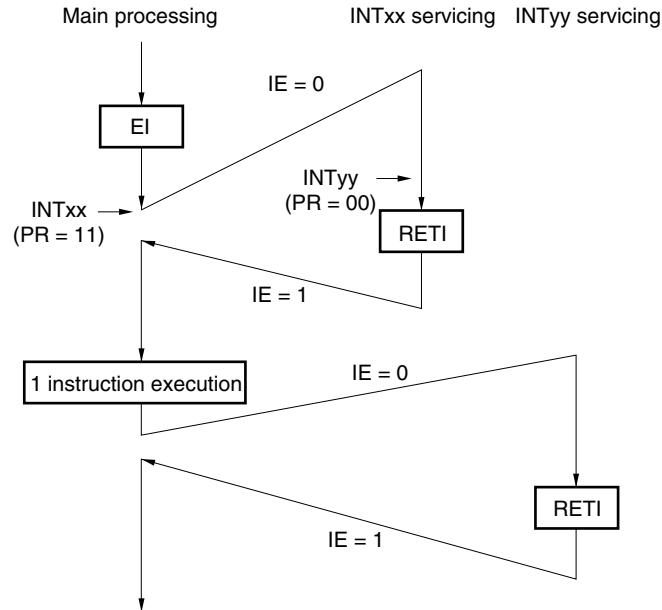 Main processing
INTxx servicing
INTyy servicing
IE = 0
EI
INTyy
(PR = 00)
INTxx
(PR = 11)
RETI
IE = 1
1 instruction execution
IE = 0
RETI
IE = 1